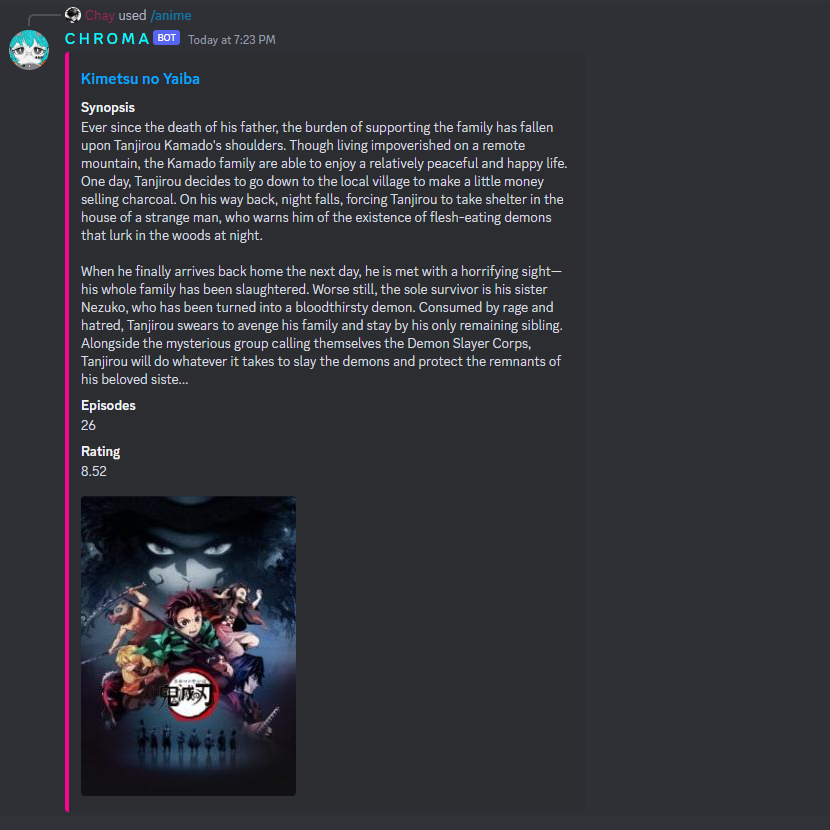 Chay used /anime
CHROMA BOT Today at 7:23 PM
Kimetsu no Yaiba
Synopsis
Ever since the death of his father, the burden of supporting the family has fallen
upon Tanjirou Kamado's shoulders. Though living impoverished on a remote
mountain, the Kamado family are able to enjoy a relatively peaceful and happy life.
One day, Tanjirou decides to go down to the local village to make a little money
selling charcoal. On his way back, night falls, forcing Tanjirou to take shelter in the
house of a strange man, who warns him of the existence of flesh-eating demons
that lurk in the woods at night.
When he finally arrives back home the next day, he is met with a horrifying sight—
his whole family has been slaughtered. Worse still, the sole survivor is his sister
Nezuko, who has been turned into a bloodthirsty demon. Consumed by rage and
hatred, Tanjirou swears to avenge his family and stay by his only remaining sibling.
Alongside the mysterious group calling themselves the Demon Slayer Corps,
Tanjirou will do whatever it takes to slay the demons and protect the remnants of
his beloved siste...
Episodes
26
Rating
8.52
鬼滅の刃